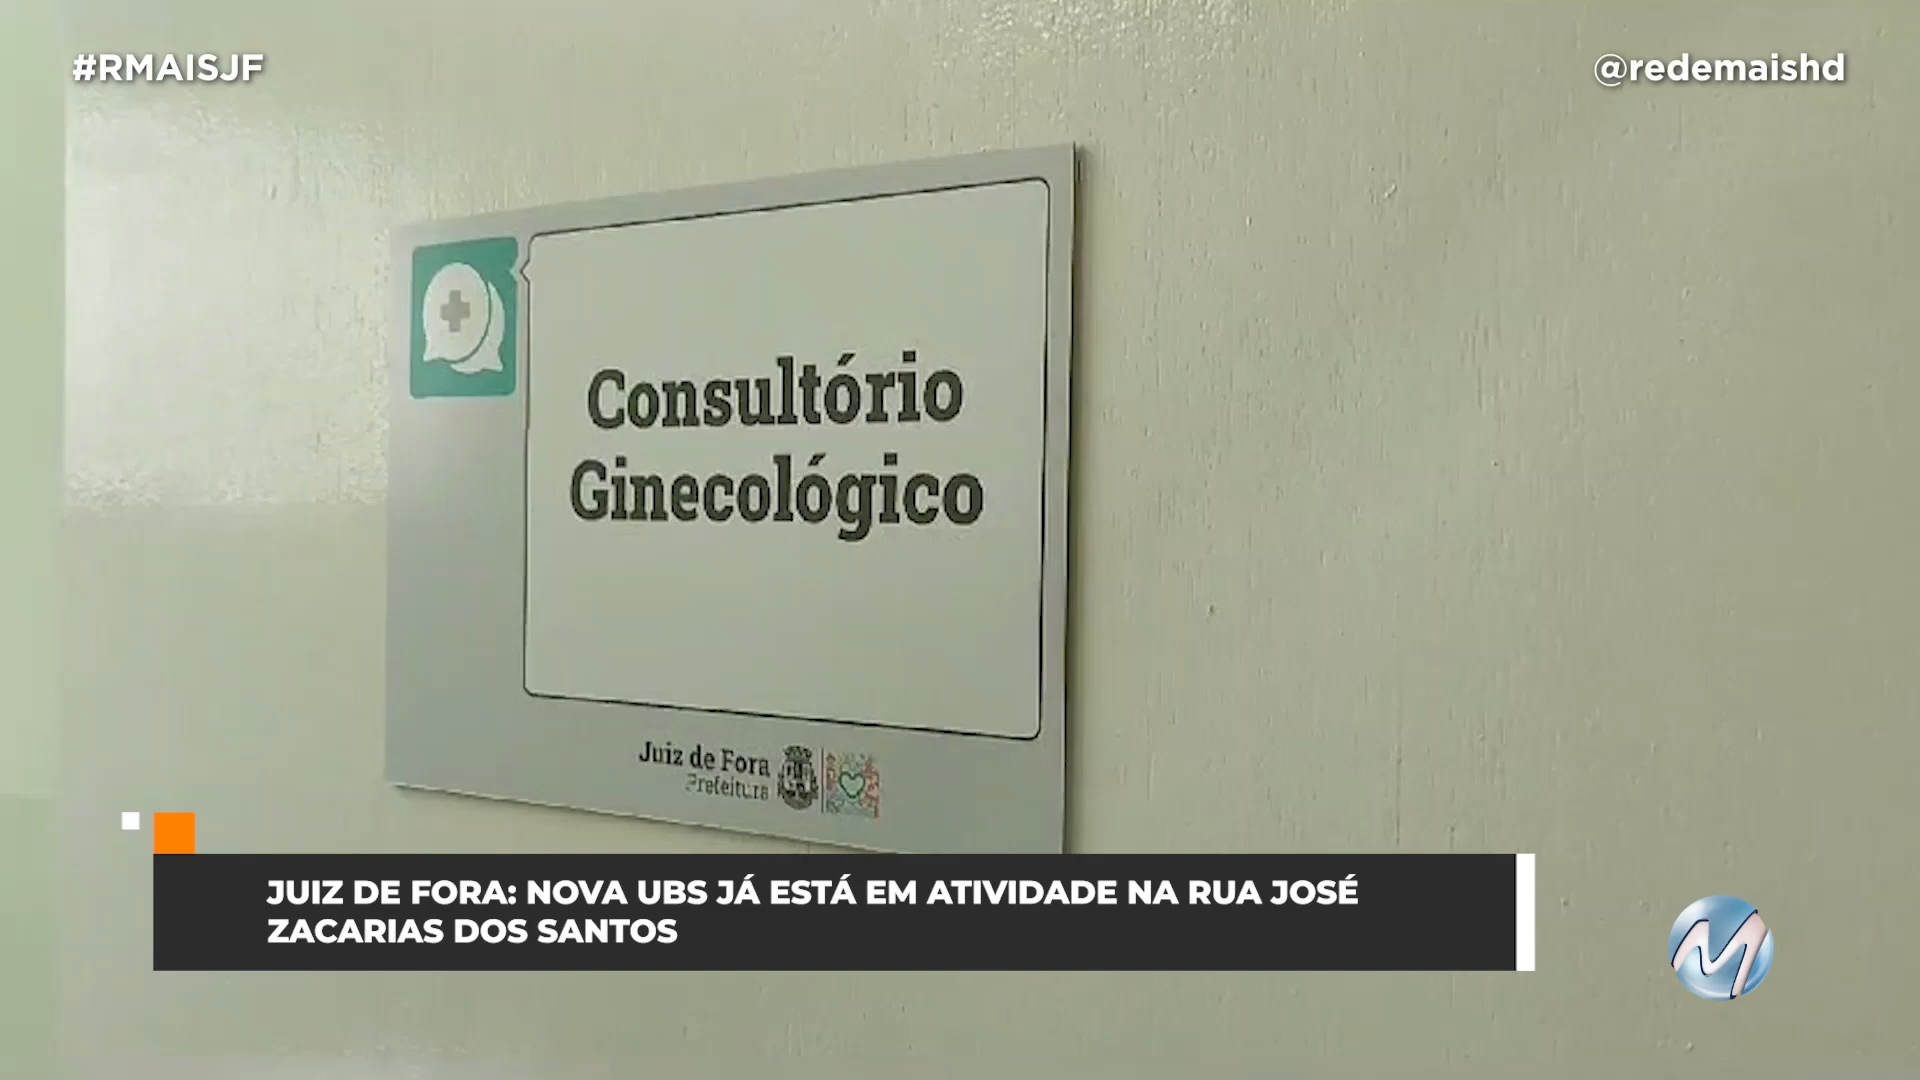 #RMAISJF
@redemaishd
Consultório
Ginecológico
Juiz de Fora
Prefeitura
JUIZ DE FORA: NOVA UBS JÁ ESTÁ EM ATIVIDADE NA RUA JOSÉ
ZACARIAS DOS SANTOS